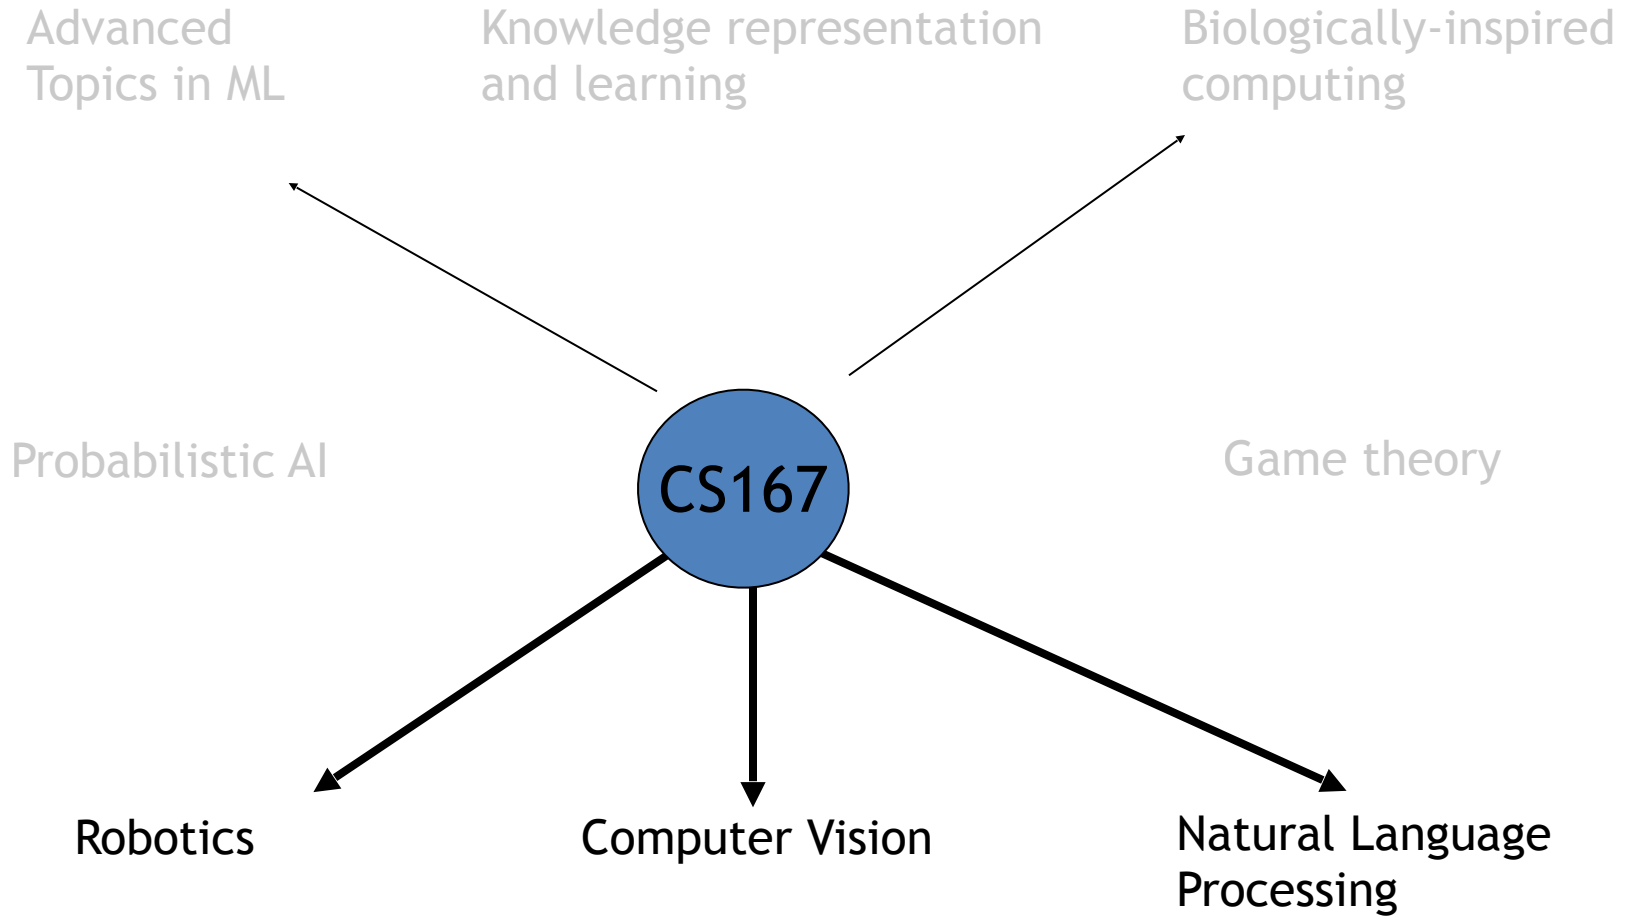 Advanced
Topics in ML
Knowledge representation
and learning
Biologically-inspired
computing
Probabilistic AI
CS167
Game theory
Robotics
Computer Vision
Natural Language
Processing